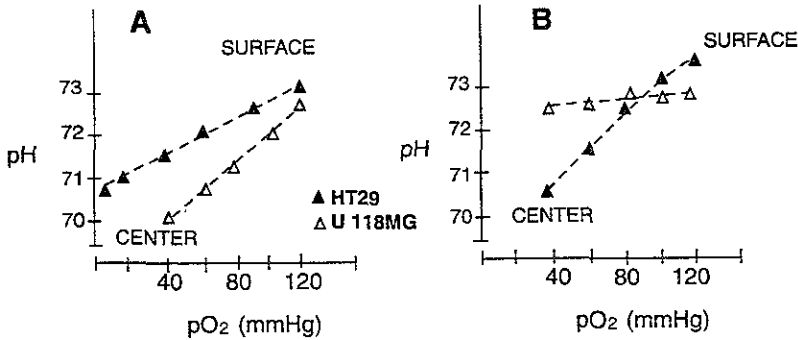 A
SURFACE
73
72
71
70
pH
CENTER
▲ HT29
△ U 118MG
40 80 120
pO2 (mmHg)
B
SURFACE
73
72
71
70
pH
CENTER
40 80 120
pO2 (mmHg)